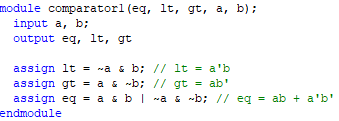 module comparator1(eq, lt, gt, a, b);
input a, b;
output eq, lt, gt
assign lt = ~a & b; // lt = a'b
assign gt = a & ~b; // gt = ab'
assign eq = a & b | ~a & ~b; // eq = ab + a'b'
endmodule